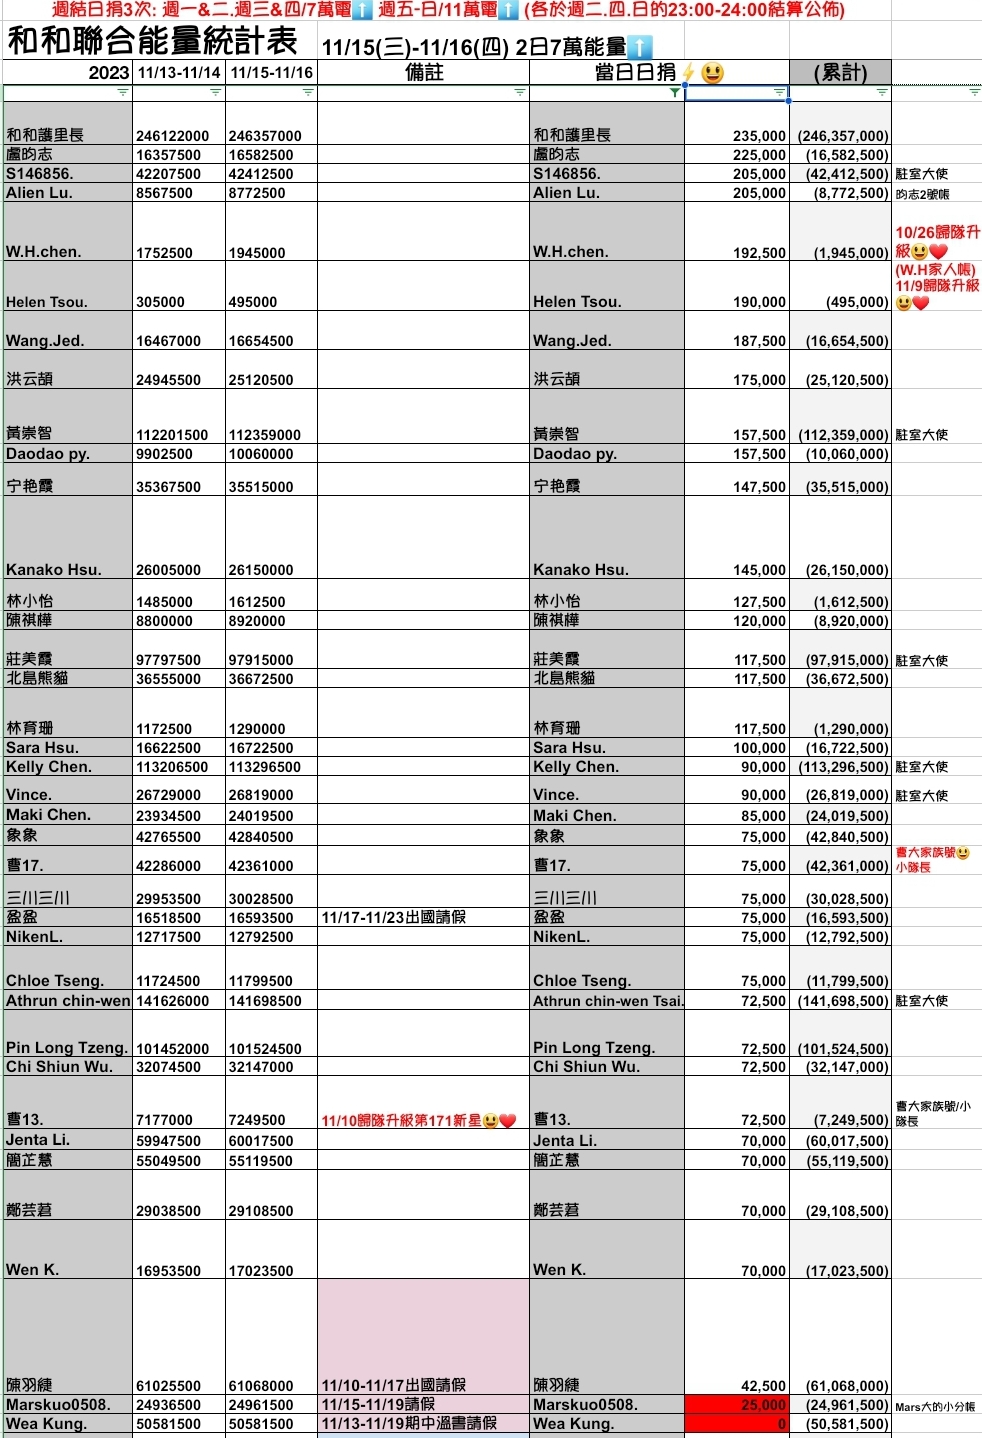 週結日捐3次: 週一&二.週三&四/7萬電⬆️ 週五-日/11萬電⬆️ (各於週二.四.日的23:00-24:00結算公佈)
和和聯合能量統計表 11/15(三)-11/16(四) 2日7萬能量⬆️
2023 11/13-11/14 11/15-11/16 備註 當日日捐⚡😃 (累計)
和和護里長 246122000 246357000 和和護里長 235,000 (246,357,000)
盧昀志 16357500 16582500 盧昀志 225,000 (16,582,500)
S146856. 42207500 42412500 S146856. 205,000 (42,412,500) 駐室大使
Alien Lu. 8567500 8772500 Alien Lu. 205,000 (8,772,500) 昀志2號帳
W.H.chen. 1752500 1945000 W.H.chen. 192,500 (1,945,000) 10/26歸隊升級😃❤️
Helen Tsou. 305000 495000 Helen Tsou. 190,000 (495,000) (W.H家人帳) 11/9歸隊升級😃❤️
Wang.Jed. 16467000 16654500 Wang.Jed. 187,500 (16,654,500)
洪云頡 24945500 25120500 洪云頡 175,000 (25,120,500)
黃崇智 112201500 112359000 黃崇智 157,500 (112,359,000) 駐室大使
Daodao py. 9902500 10060000 Daodao py. 157,500 (10,060,000)
宁艳霞 35367500 35515000 宁艳霞 147,500 (35,515,000)
Kanako Hsu. 26005000 26150000 Kanako Hsu. 145,000 (26,150,000)
林小怡 1485000 1612500 林小怡 127,500 (1,612,500)
陳祺樺 8800000 8920000 陳祺樺 120,000 (8,920,000)
莊美霞 97797500 97915000 莊美霞 117,500 (97,915,000) 駐室大使
北島熊貓 36555000 36672500 北島熊貓 117,500 (36,672,500)
林育珊 1172500 1290000 林育珊 117,500 (1,290,000)
Sara Hsu. 16622500 16722500 Sara Hsu. 100,000 (16,722,500)
Kelly Chen. 113206500 113296500 Kelly Chen. 90,000 (113,296,500) 駐室大使
Vince. 26729000 26819000 Vince. 90,000 (26,819,000) 駐室大使
Maki Chen. 23934500 24019500 Maki Chen. 85,000 (24,019,500)
象象 42765500 42840500 象象 75,000 (42,840,500)
曹17. 42286000 42361000 曹17. 75,000 (42,361,000) 曹大家族號😃小隊長
三川三川 29953500 30028500 三川三川 75,000 (30,028,500)
盈盈 16518500 16593500 11/17-11/23出國請假 盈盈 75,000 (16,593,500)
NikenL. 12717500 12792500 NikenL. 75,000 (12,792,500)
Chloe Tseng. 11724500 11799500 Chloe Tseng. 75,000 (11,799,500)
Athrun chin-wen 141626000 141698500 Athrun chin-wen Tsai. 72,500 (141,698,500) 駐室大使
Pin Long Tzeng. 101452000 101524500 Pin Long Tzeng. 72,500 (101,524,500)
Chi Shiun Wu. 32074500 32147000 Chi Shiun Wu. 72,500 (32,147,000)
曹13. 7177000 7249500 11/10歸隊升級第171新星😃❤️ 曹13. 72,500 (7,249,500) 曹大家族號/小隊長
Jenta Li. 59947500 60017500 Jenta Li. 70,000 (60,017,500)
簡芷慧 55049500 55119500 簡芷慧 70,000 (55,119,500)
鄭芸莙 29038500 29108500 鄭芸莙 70,000 (29,108,500)
Wen K. 16953500 17023500 Wen K. 70,000 (17,023,500)
陳羽緁 61025500 61068000 11/10-11/17出國請假 陳羽緁 42,500 (61,068,000)
Marskuo0508. 24936500 24961500 11/15-11/19請假 Marskuo0508. 25,000 (24,961,500) Mars大的小分帳
Wea Kung. 50581500 50581500 11/13-11/19期中溫書請假 Wea Kung. 0 (50,581,500)